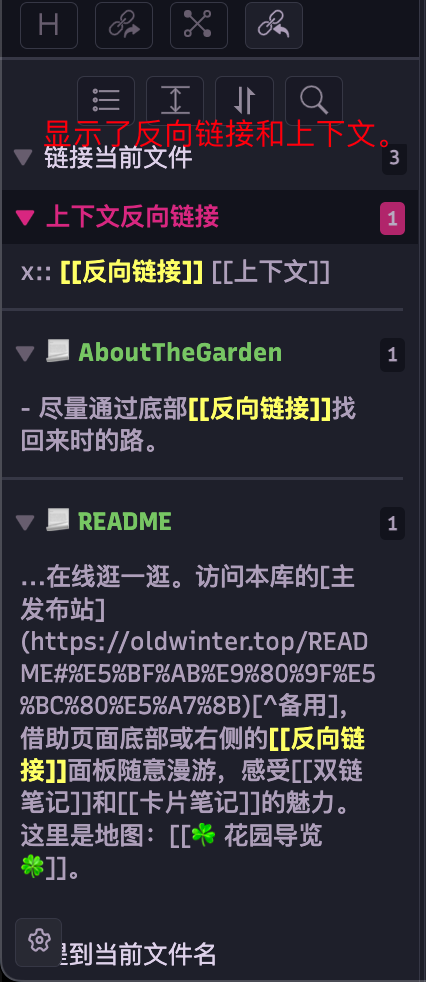 H
显示了反向链接和上下文。
链接当前文件
3
上下文反向链接
1
x:: [[反向链接]] [[上下文]]
AboutTheGarden
1
- 尽量通过底部[[反向链接]]找
回来时的路。
README
1
...在线逛一逛。访问本库的[主
发布站]
(https://oldwinter.top/READ
ME#%E5%BF%AB%E9%80%9F%E5
%BC%80%E5%A7%8B)[^备用]，
借助页面底部或右侧的[[反向链
接]]面板随意漫游，感受[[双链
笔记]]和[[卡片笔记]]的魅力。
这里是地图：[[🍀 花园导览
🍀]]。
到当前文件名